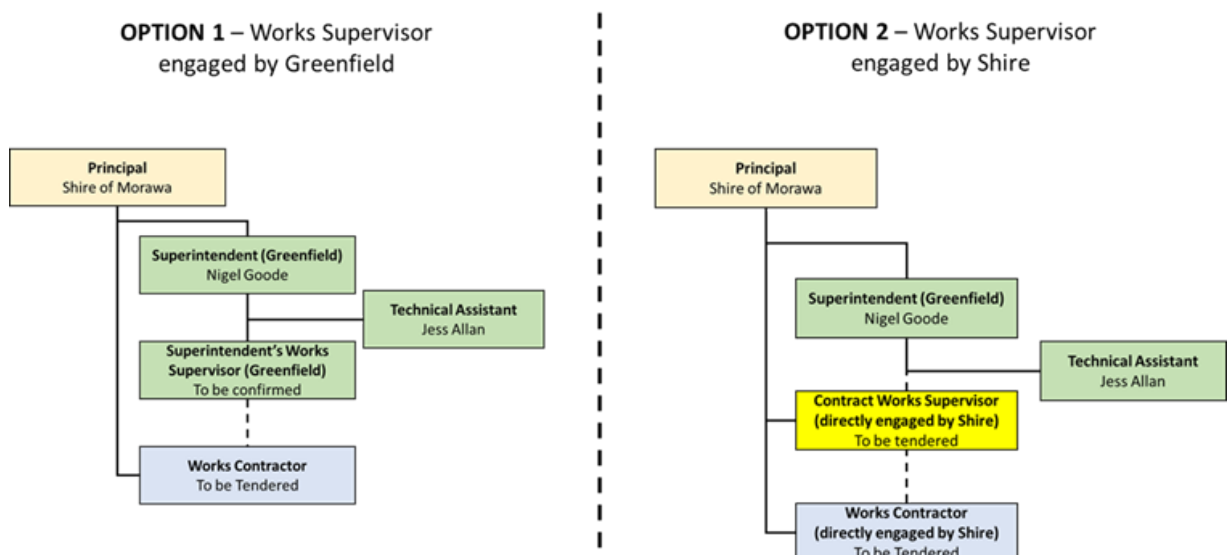 OPTION 1 – Works Supervisor
engaged by Greenfield
Principal
Shire of Morawa
Superintendent (Greenfield)
Nigel Goode
Technical Assistant
Jess Allan
Superintendent's Works
Supervisor (Greenfield)
To be confirmed
Works Contractor
To be Tendered
OPTION 2 – Works Supervisor
engaged by Shire
Principal
Shire of Morawa
Superintendent (Greenfield)
Nigel Goode
Technical Assistant
Jess Allan
Contract Works Supervisor
(directly engaged by Shire)
To be tendered
Works Contractor
(directly engaged by Shire)
To be Tendered